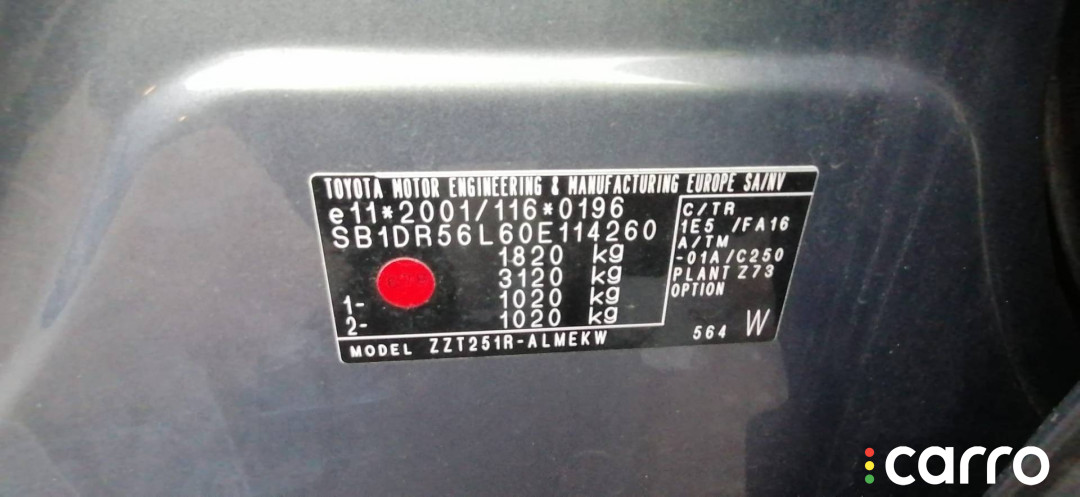 TOYOTA MOTOR ENGINEERING & MANUFACTURING EUROPE SA/NV
e11*2001/116*0196
SB1DR56L60E114260
1820 kg
3120 kg
1- 1020 kg
2- 1020 kg
C/TR
1E5 /FA16
A/TM
-01A/C250
PLANT Z73
OPTION
564 W
MODEL ZZT251R-ALMEKW
carro